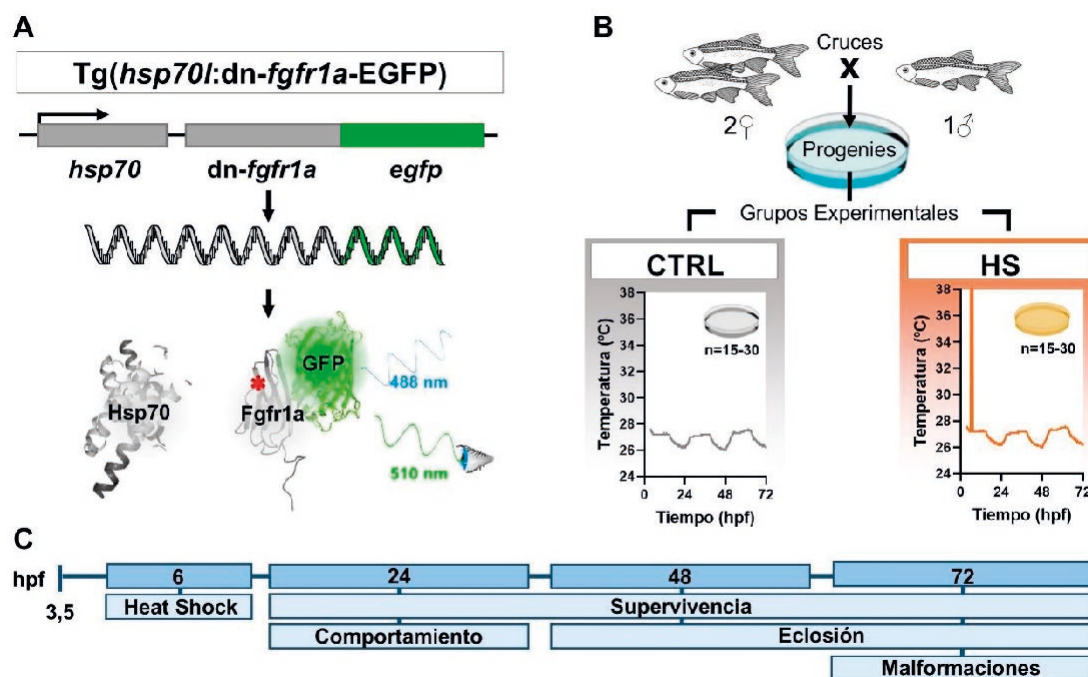 A
Tg(hsp70l:dn-fgfr1a-EGFP)
hsp70 dn-fgfr1a egfp
Hsp70
Fgfr1a
*
GFP
488 nm
510 nm
B
Cruces
X
2♀
1♂
Progenies
Grupos Experimentales
CTRL
Temperatura (ºC)
38
36
34
32
30
28
26
24
n=15-30
0 24 48 72
Tiempo (hpf)
HS
Temperatura (ºC)
38
36
34
32
30
28
26
24
n=15-30
0 24 48 72
Tiempo (hpf)
C
hpf
3,5
6 24 48 72
Heat Shock Supervivencia
Comportamiento Eclosión
Malformaciones